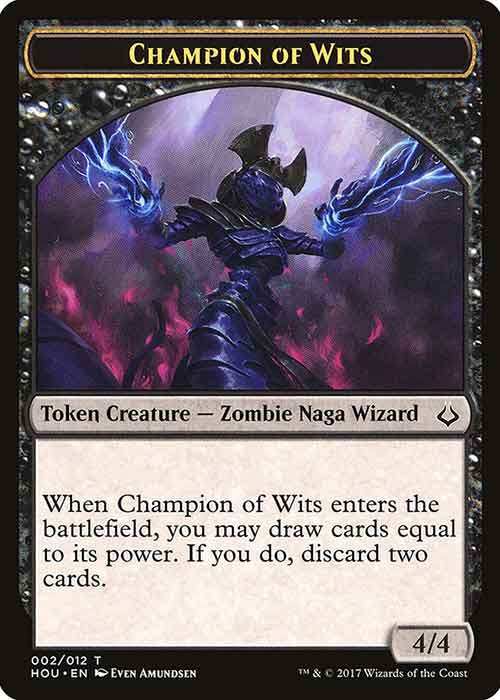 Champion of Wits
Token Creature — Zombie Naga Wizard
When Champion of Wits enters the
battlefield, you may draw cards equal
to its power. If you do, discard two
cards.
4/4
002/012 T
HOU • EN Even Amundsen
™ & © 2017 Wizards of the Coast